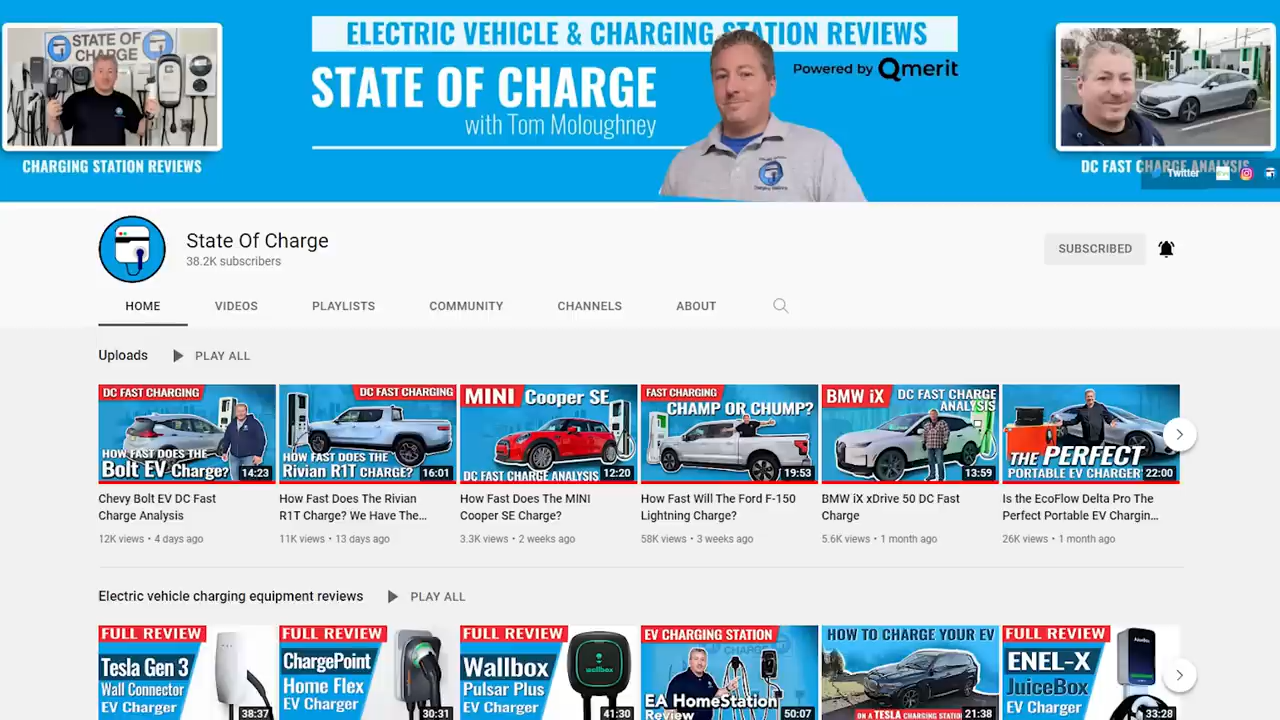 ELECTRIC VEHICLE & CHARGING STATION REVIEWS
STATE OF CHARGE
with Tom Moloughney
Powered by Qmerit
STATE OF CHARGE
CHARGING STATION REVIEWS
DC FAST CHARGE ANALYSIS
Twitter
State Of Charge
38.2K subscribers
SUBSCRIBED
HOME VIDEOS PLAYLISTS COMMUNITY CHANNELS ABOUT
Uploads PLAY ALL
DC FAST CHARGING
HOW FAST DOES THE
Bolt EV Charge?
14:23
Chevy Bolt EV DC Fast
Charge Analysis
12K views • 4 days ago
DC FAST CHARGING
HOW FAST DOES THE
Rivian R1T CHARGE?
16:01
How Fast Does The Rivian
R1T Charge? We Have The...
11K views • 13 days ago
MINI Cooper SE
DC FAST CHARGE ANALYSIS
12:20
How Fast Does The MINI
Cooper SE Charge?
3.3K views • 2 weeks ago
FAST CHARGING
CHAMP OR CHUMP?
19:53
How Fast Will The Ford F-150
Lightning Charge?
58K views • 3 weeks ago
BMW iX
DC FAST CHARGE
ANALYSIS
13:59
BMW iX xDrive 50 DC Fast
Charge
5.6K views • 1 month ago
THE PERFECT
PORTABLE EV CHARGER
22:00
Is the EcoFlow Delta Pro The
Perfect Portable EV Chargin...
26K views • 1 month ago
Electric vehicle charging equipment reviews PLAY ALL
FULL REVIEW
Tesla Gen 3
Wall Connector
EV Charger
38:37
FULL REVIEW
ChargePoint
Home Flex
EV Charger
30:31
FULL REVIEW
Wallbox
Pulsar Plus
EV Charger
wallbox
41:30
EV CHARGING STATION
EA HomeStation
Review
50:07
HOW TO CHARGE YOUR EV
ON A TESLA CHARGING STATIO
21:38
FULL REVIEW
ENEL-X
JuiceBox
EV Charger
33:28